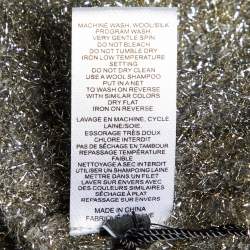 MACHINE WASH, WOOL/SILK
PROGRAM WASH
VERY GENTLE SPIN
DO NOT BLEACH
DO NOT TUMBLE DRY
IRON LOW TEMPERATURE
SETTING
DO NOT DRY CLEAN
USE A WOOL SHAMPOO
PUT IN A NET
TO WASH ON REVERSE
WITH SIMILAR COLORS
DRY FLAT
IRON ON REVERSE
LAVAGE EN MACHINE, CYCLE
LAINE/SOIE,
ESSORAGE TRÈS DOUX
CHLORE INTERDIT
PAS DE SÉCHAGE EN TAMBOUR
REPASSAGE TEMPÉRATURE
FAIBLE
NETTOYAGE A SEC INTERDIT
UTILISER UN SHAMPOING LAINE
METTRE DANS UN FILET
LAVER SUR ENVERS AVEC
DES COULEURS SIMILAIRES
SÉCHAGE À PLAT
REPASSAGE SUR ENVERS
MADE IN CHINA